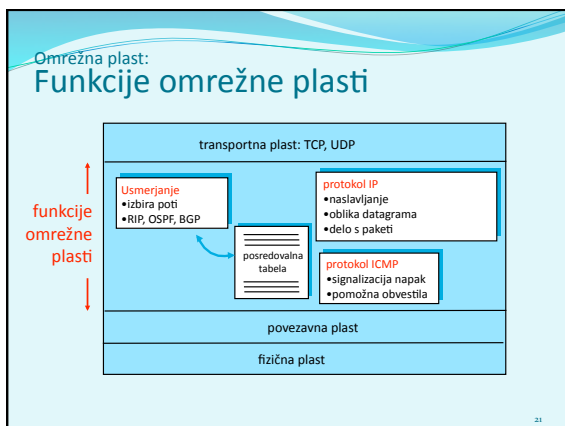 Omrežna plast:
Funkcije omrežne plasti
transportna plast: TCP, UDP
funkcije
omrežne
plasti
Usmerjanje
•izbira poti
•RIP, OSPF, BGP
posredovalna
tabela
protokol IP
•naslavljanje
•oblika datagrama
•delo s paketi
protokol ICMP
•signalizacija napak
•pomožna obvestila
povezavna plast
fizična plast
21